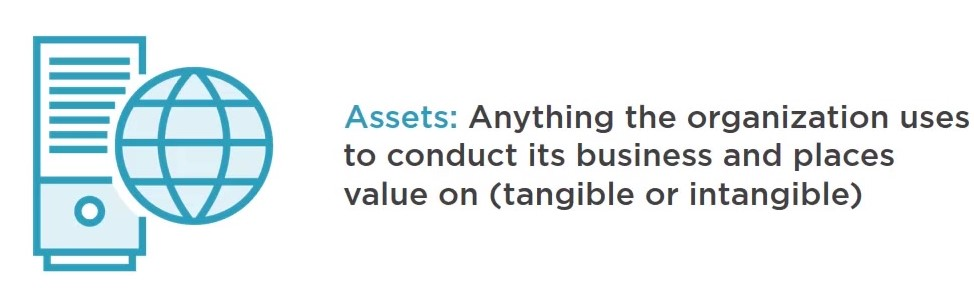 Assets: Anything the organization uses
to conduct its business and places
value on (tangible or intangible)